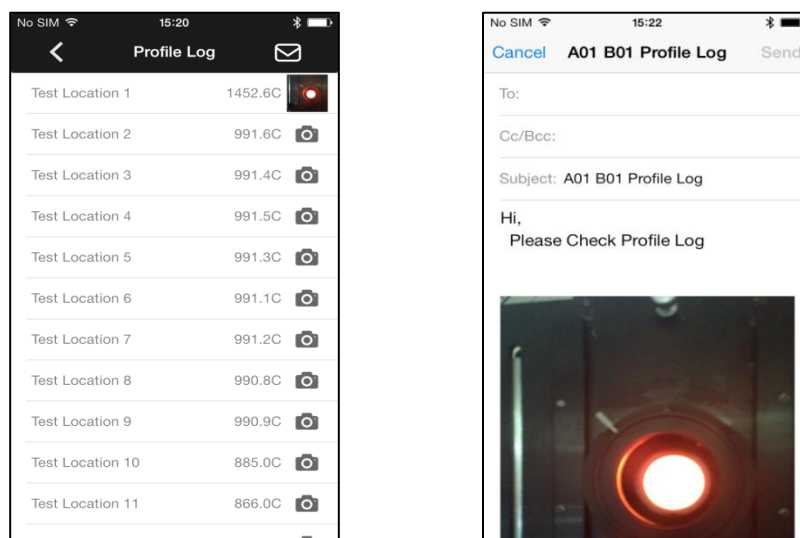 No SIM 15:20
Profile Log
Test Location 1 1452.6C
Test Location 2 991.6C
Test Location 3 991.4C
Test Location 4 991.5C
Test Location 5 991.3C
Test Location 6 991.1C
Test Location 7 991.2C
Test Location 8 990.8C
Test Location 9 990.9C
Test Location 10 885.0C
Test Location 11 866.0C
No SIM 15:22
Cancel A01 B01 Profile Log Send
To:
Cc/Bcc:
Subject: A01 B01 Profile Log
Hi,
Please Check Profile Log